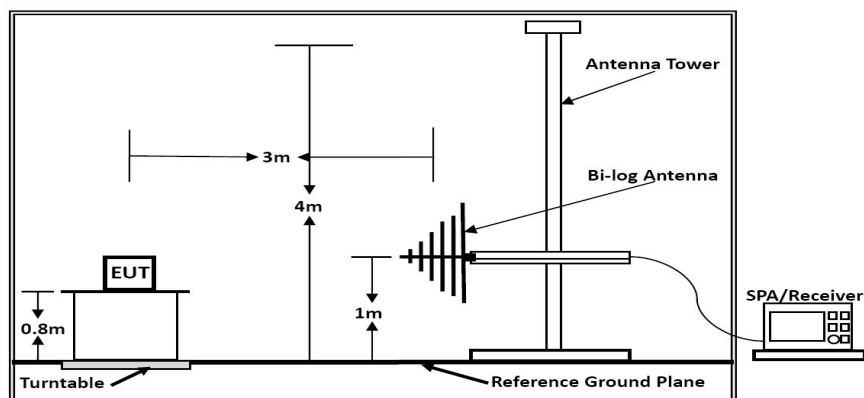 Antenna Tower
3m
Bi-log Antenna
4m
EUT
SPA/Receiver
0.8m
1m
Turntable
Reference Ground Plane